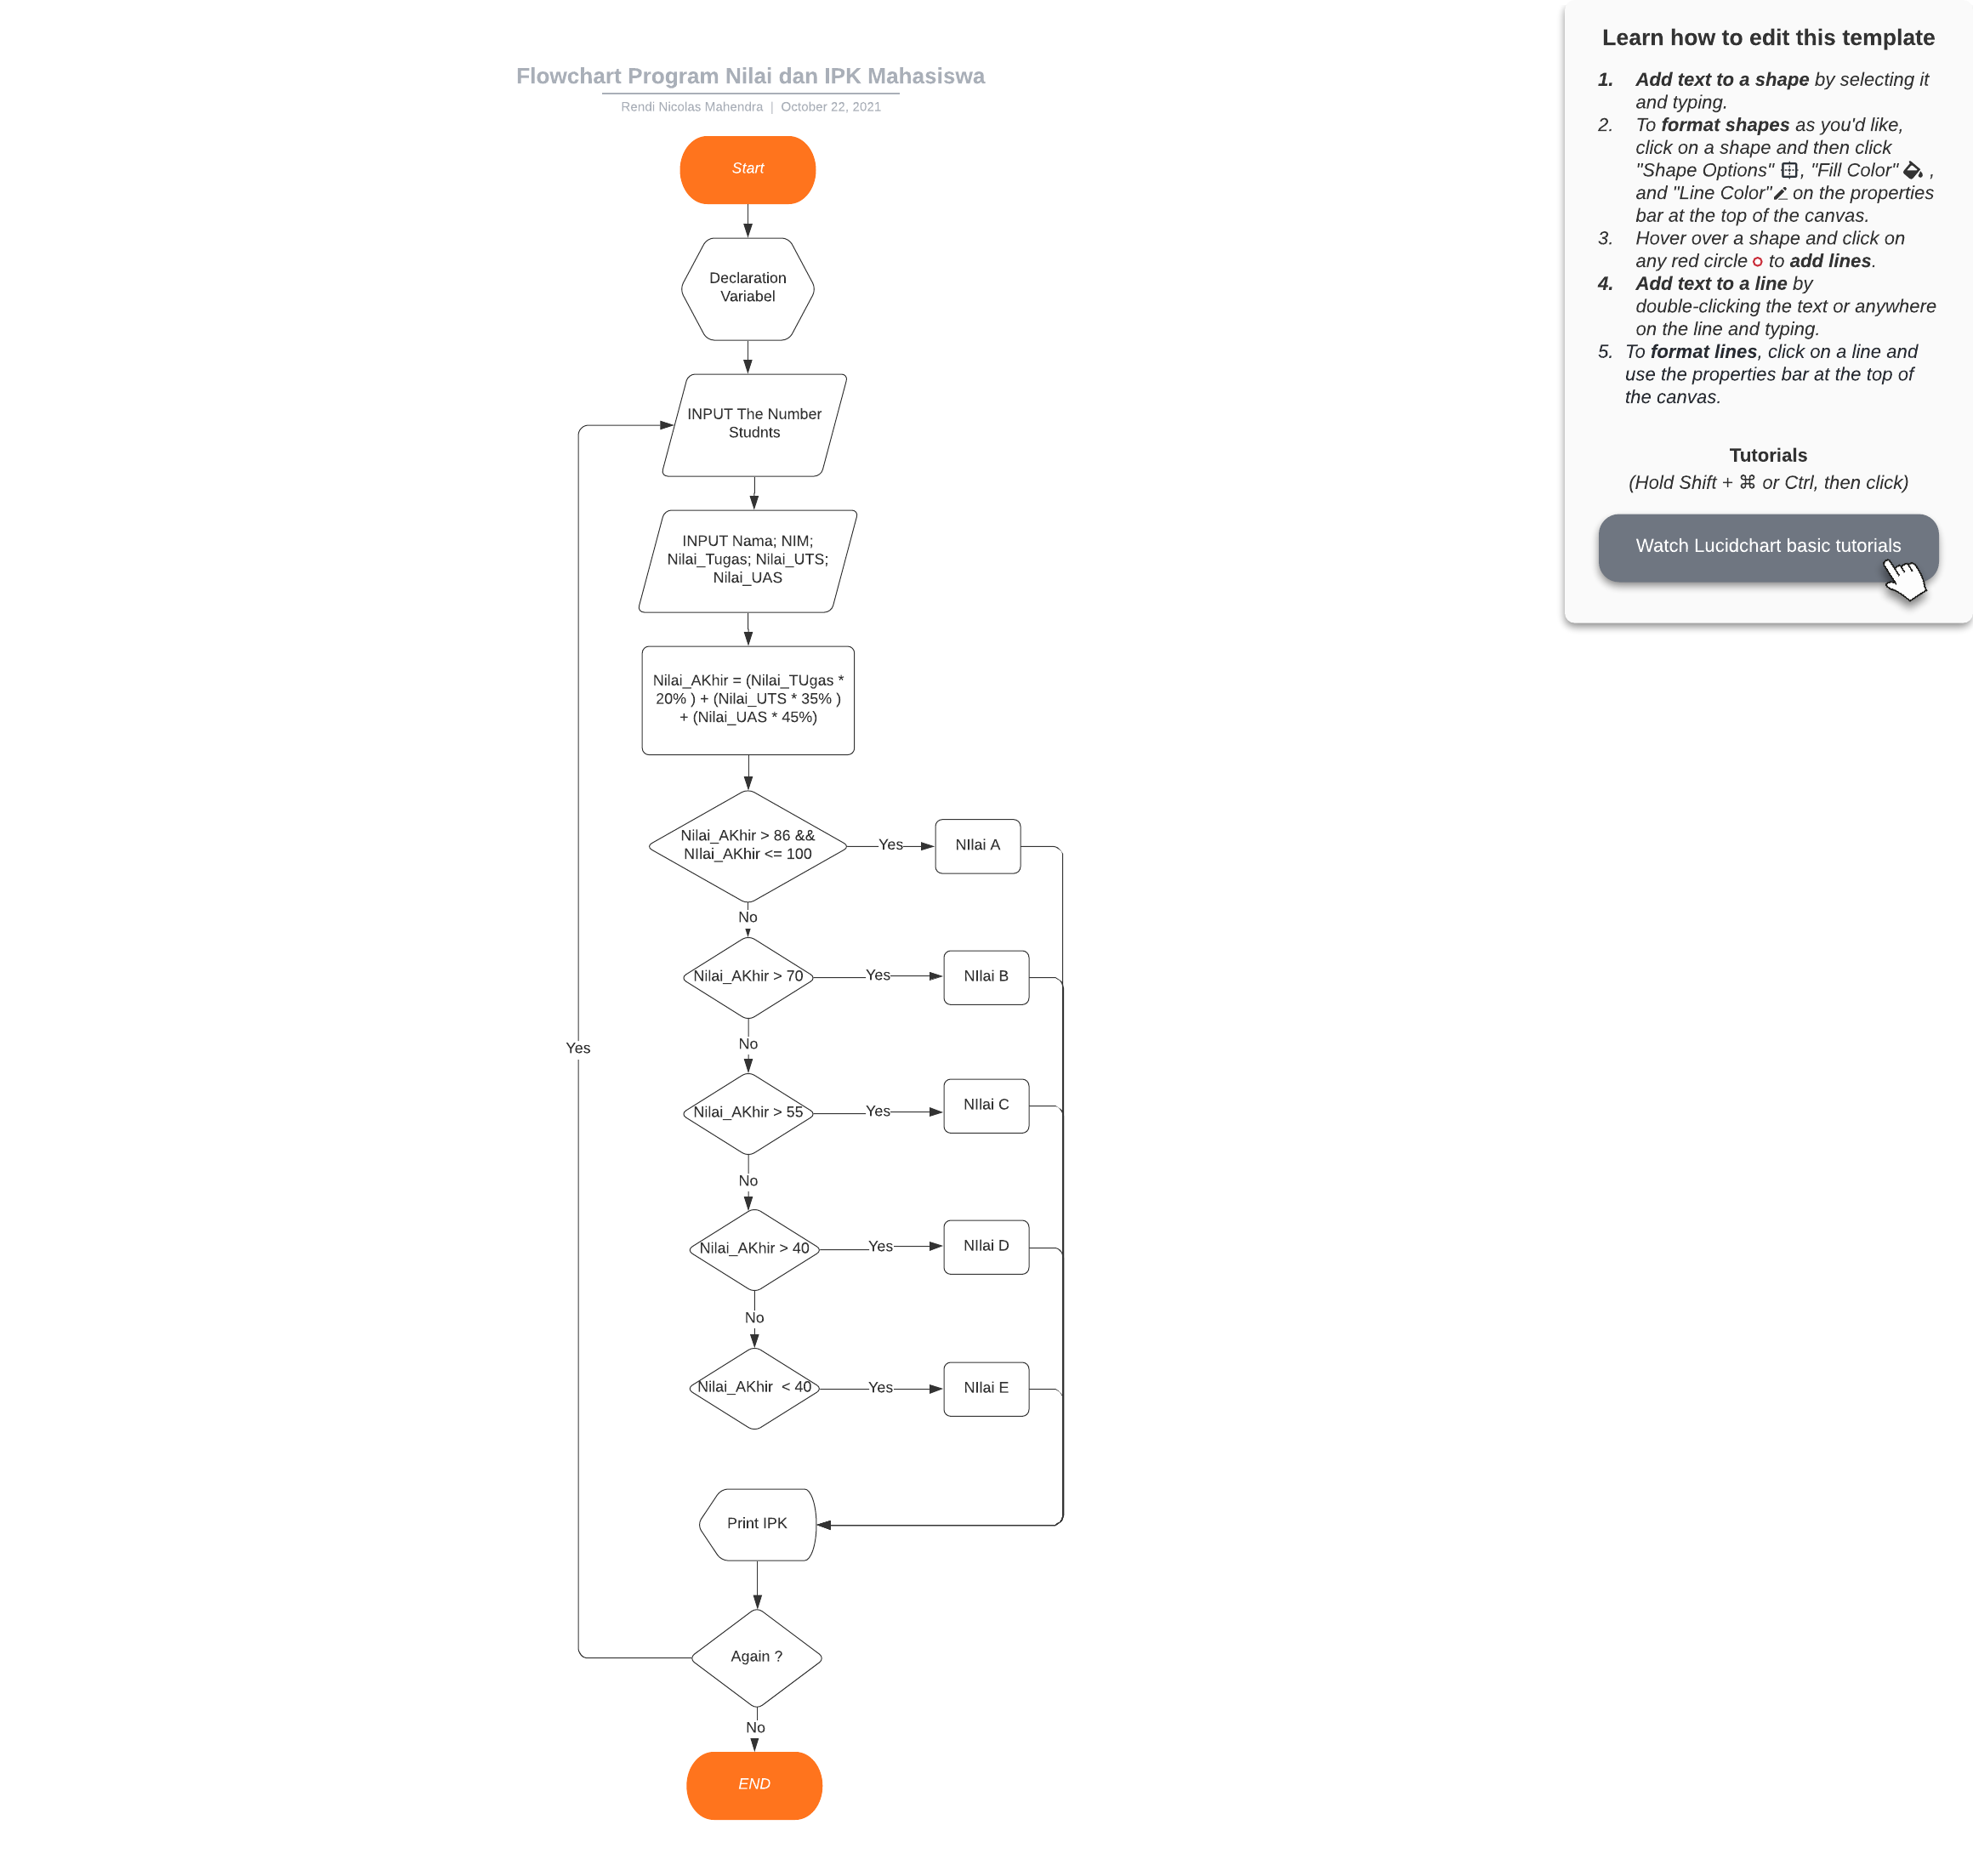 Flowchart Program Nilai dan IPK Mahasiswa
Rendi Nicolas Mahendra | October 22, 2021
Start
Declaration
Variabel
INPUT The Number
Studnts
INPUT Nama; NIM;
Nilai_Tugas; Nilai_UTS;
Nilai_UAS
Nilai_AKhir = (Nilai_TUgas *
20% ) + (Nilai_UTS * 35% )
+ (Nilai_UAS * 45%)
Nilai_AKhir > 86 &&
NIlai_AKhir <= 100
Yes
NIlai A
No
Nilai_AKhir > 70
Yes
NIlai B
No
Yes
Nilai_AKhir > 55
Yes
NIlai C
No
Nilai_AKhir > 40
Yes
NIlai D
No
Nilai_AKhir < 40
Yes
NIlai E
Print IPK
Again ?
No
END
Learn how to edit this template
1. Add text to a shape by selecting it
and typing.
2. To format shapes as you'd like,
click on a shape and then click
"Shape Options" , "Fill Color" ,
and "Line Color" on the properties
bar at the top of the canvas.
3. Hover over a shape and click on
any red circle to add lines.
4. Add text to a line by
double-clicking the text or anywhere
on the line and typing.
5. To format lines, click on a line and
use the properties bar at the top of
the canvas.
Tutorials
(Hold Shift + ⌘ or Ctrl, then click)
Watch Lucidchart basic tutorials